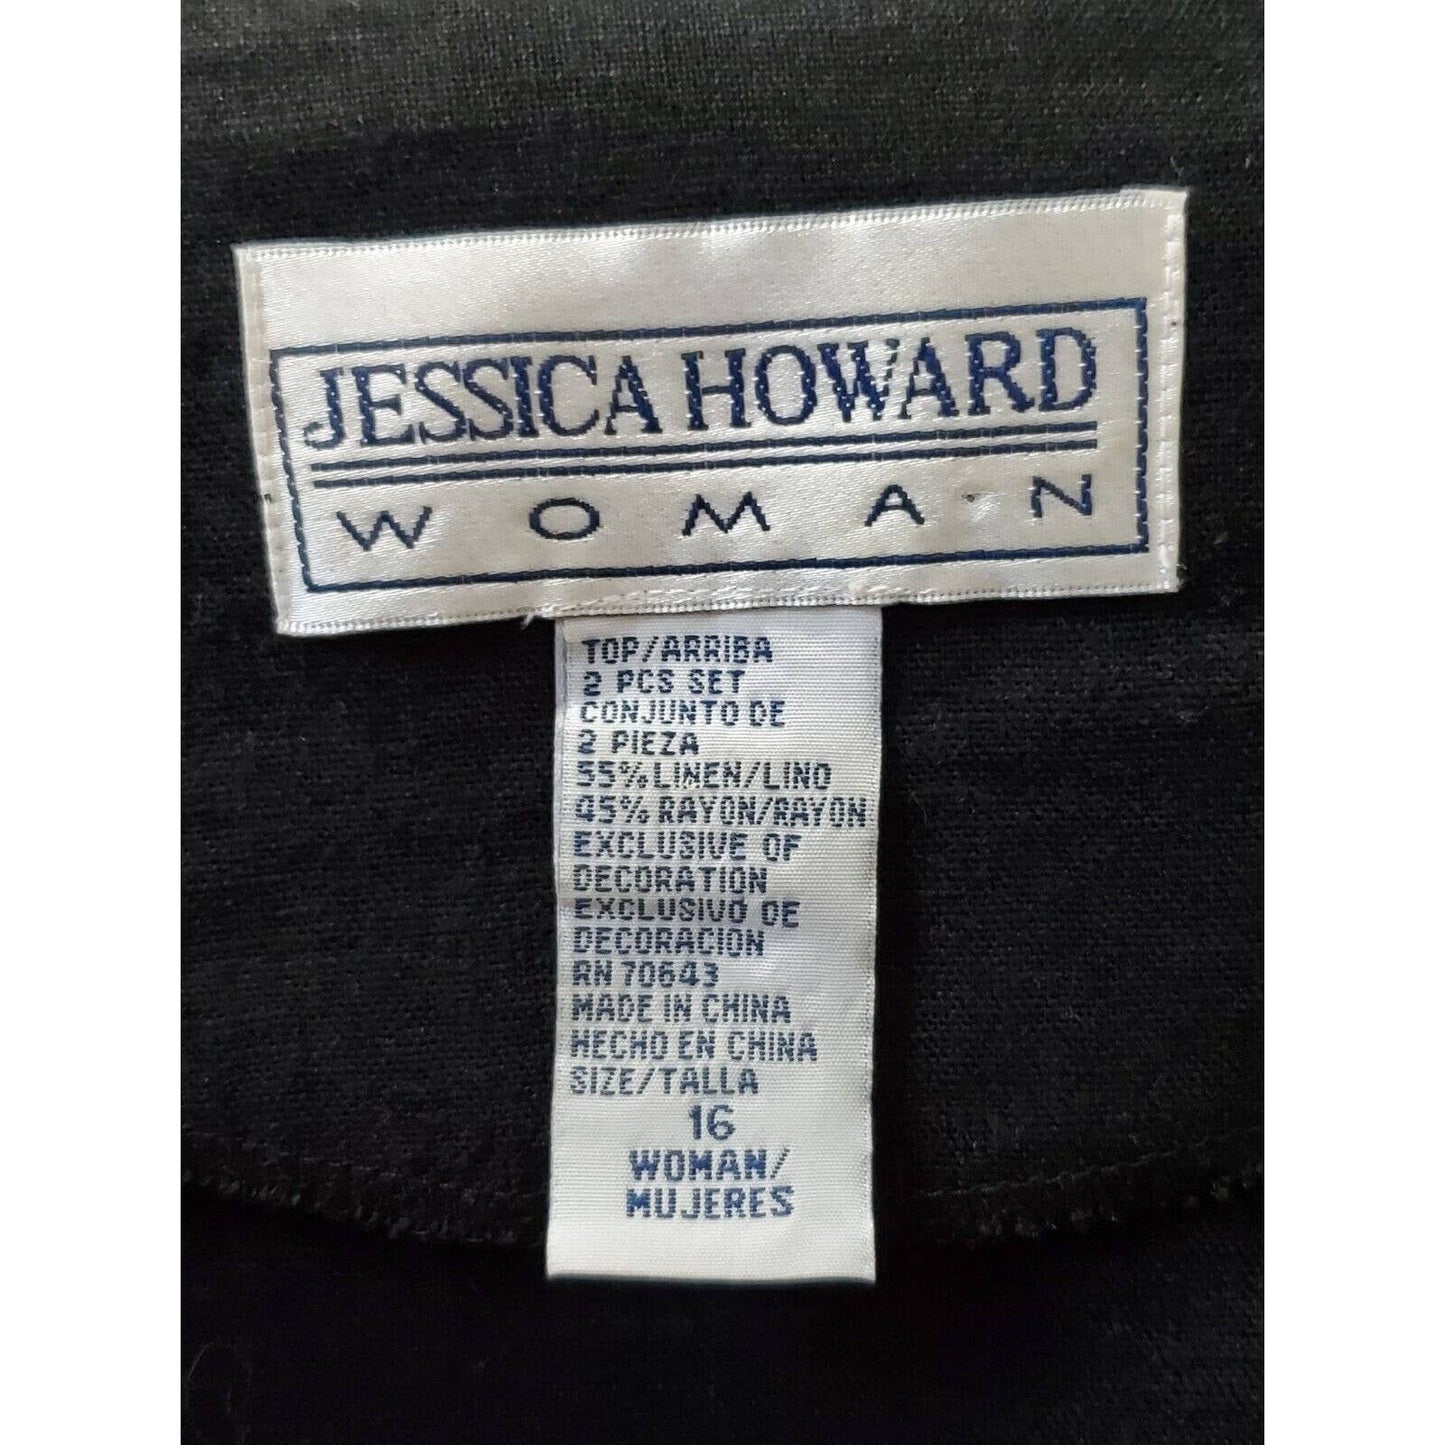 JESSICA HOWARD
WOMAN
TOP/ARRIBA
2 PCS SET
CONJUNTO DE
2 PIEZA
55% LINEN/LINO
45% RAYON/RAYON
EXCLUSIVE OF
DECORATION
EXCLUSIVO DE
DECORACION
RN 70643
MADE IN CHINA
HECHO EN CHINA
SIZE/TALLA
16
WOMAN/
MUJERES